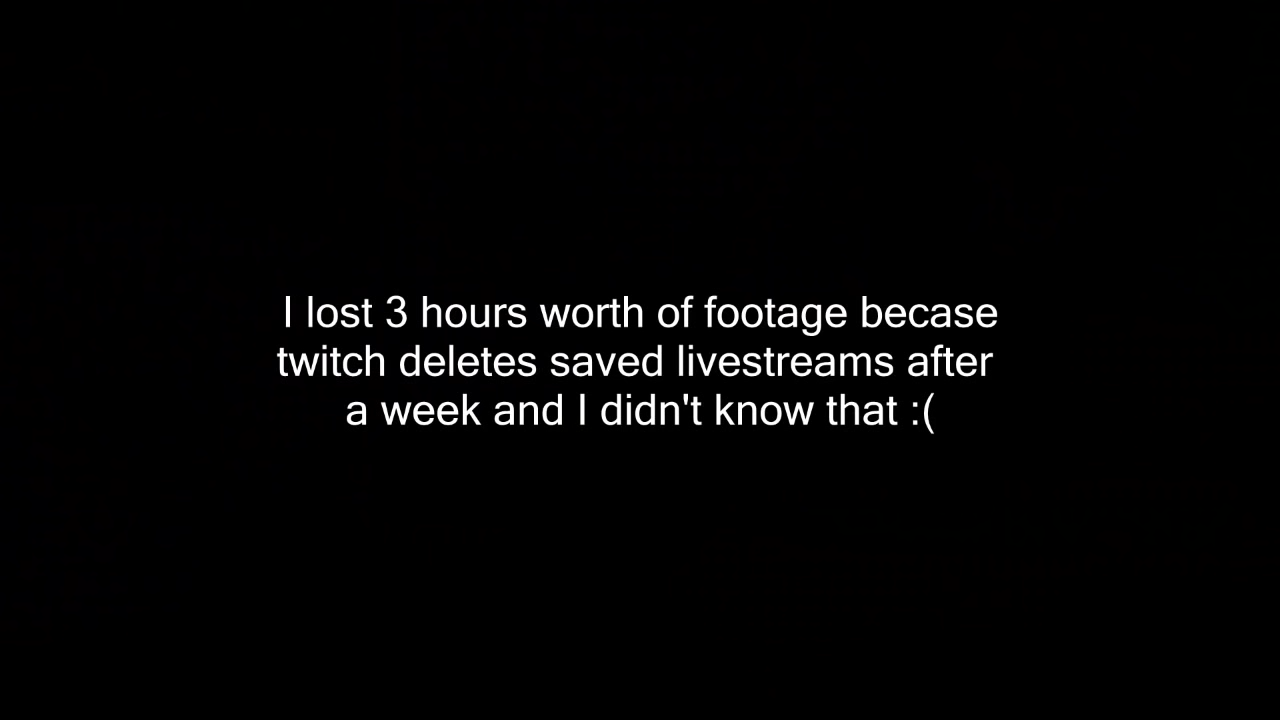 I lost 3 hours worth of footage becase
twitch deletes saved livestreams after
a week and I didn't know that :(